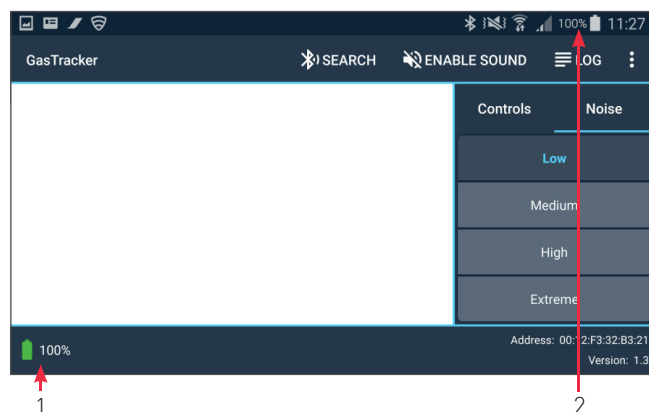 100% 11:27
GasTracker SEARCH ENABLE SOUND LOG
Controls Noise
Low
Medium
High
Extreme
100%
Address: 00:12:F3:32:B3:21
Version: 1.3
1 2